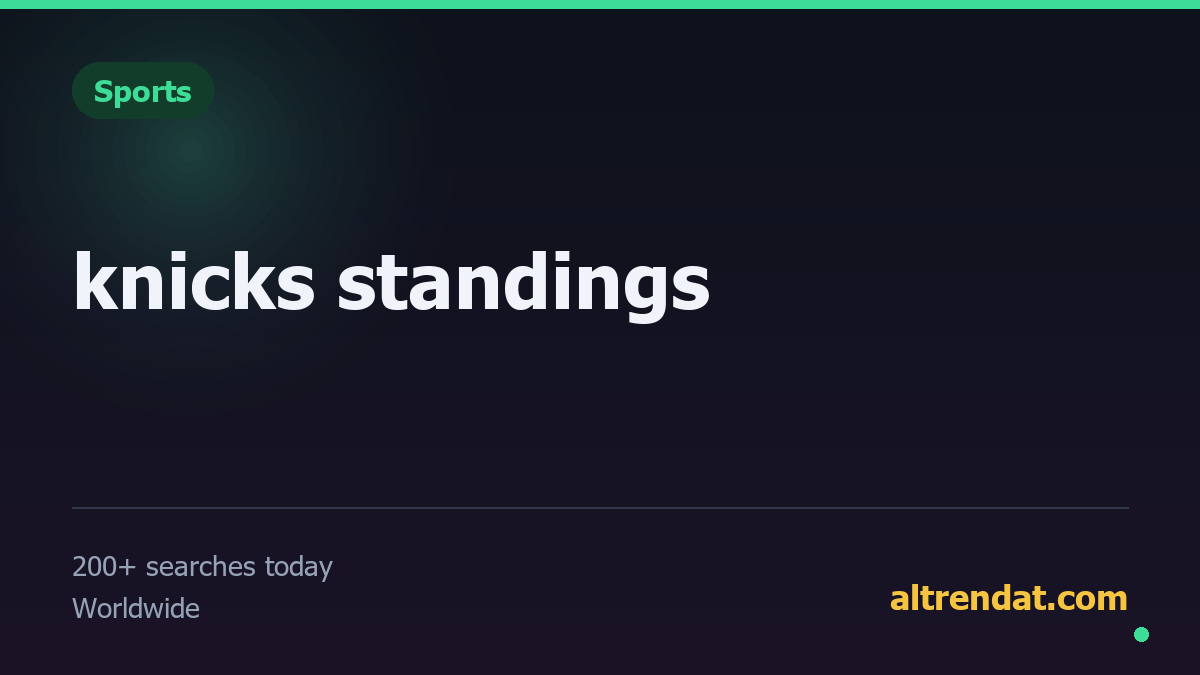 Sports
knicks standings
200+ searches today
Worldwide
altrendat.com